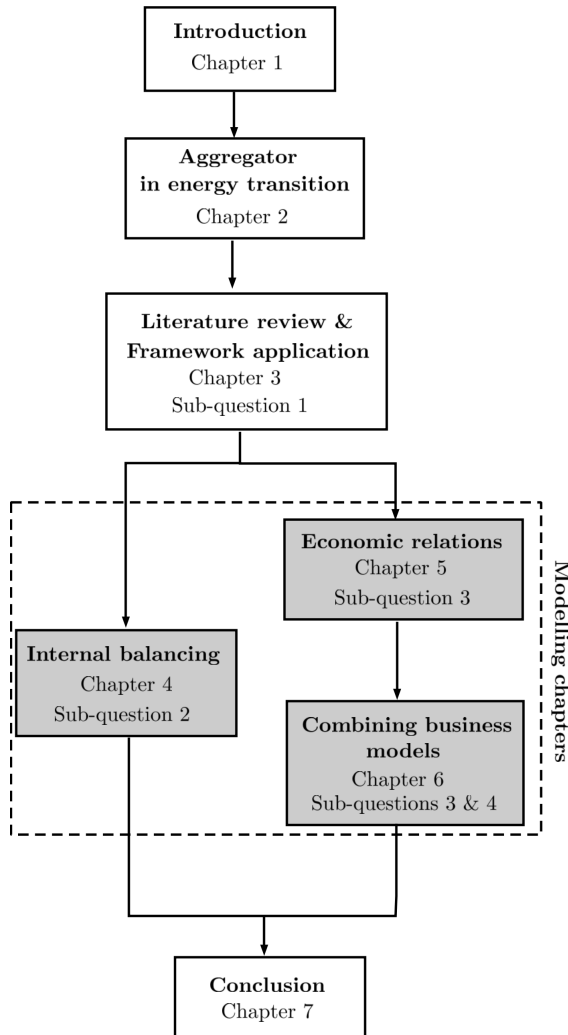 Introduction
Chapter 1
Aggregator
in energy transition
Chapter 2
Literature review &
Framework application
Chapter 3
Sub-question 1
Economic relations
Chapter 5
Sub-question 3
Internal balancing
Chapter 4
Sub-question 2
Combining business
models
Chapter 6
Sub-questions 3 & 4
Modelling chapters
Conclusion
Chapter 7